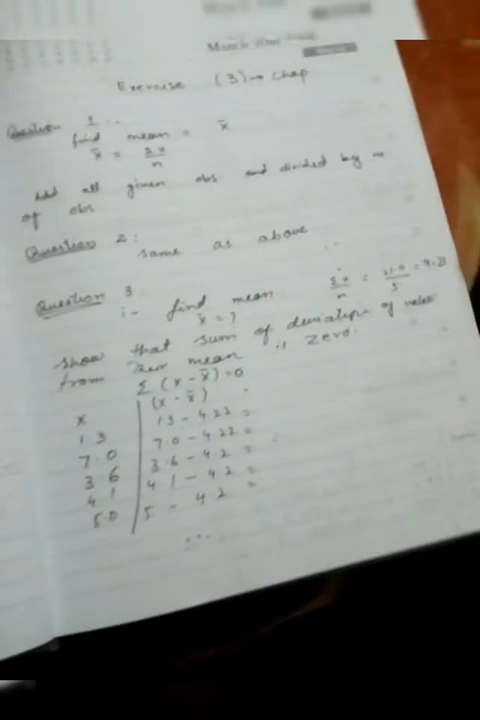 March
Exercise (3) → Chap
Question 1 :-
find mean = x̄
x̄ = Σx/n
Add all given obs. and divided by no
of obs
Question 2:
same as above
Question 3
i:- find mean Σx/n = 21.0/5 = 4.2
x̄ = ?
show that sum of deviation of values
from their mean is zero.
Σ(x - x̄) = 0
x (x - x̄)
1 3 1 3 - 4.22 =
7.0 7.0 - 4.22 =
3 6 3.6 - 4.2 =
4 1 4 1 - 4 2 =
5.0 5 - 4 2 =